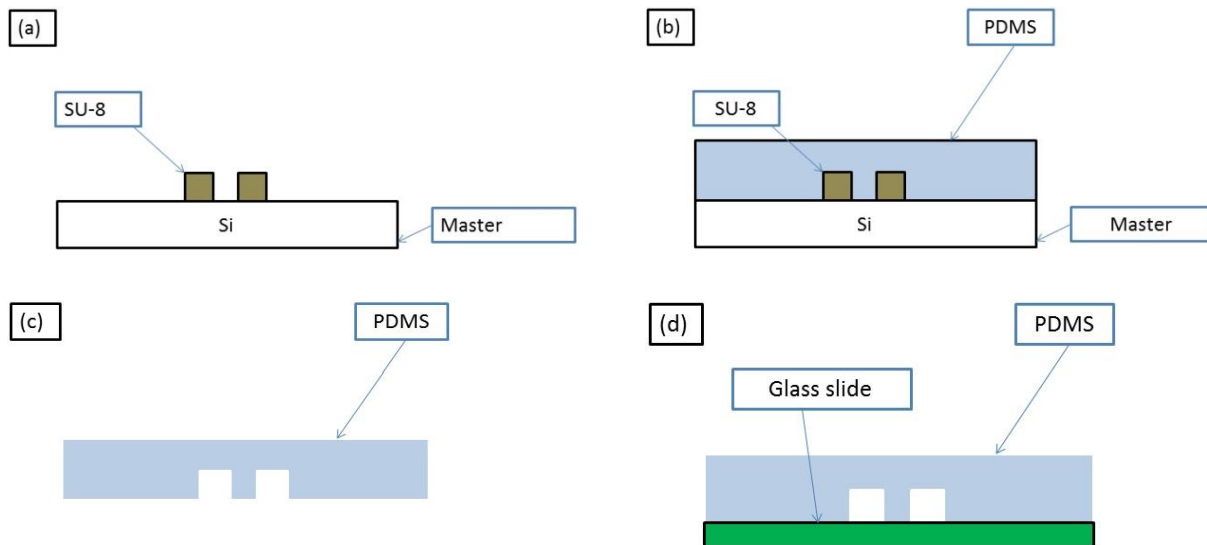 (a)
SU-8
Si
Master
(b)
PDMS
SU-8
Si
Master
(c)
PDMS
(d)
PDMS
Glass slide